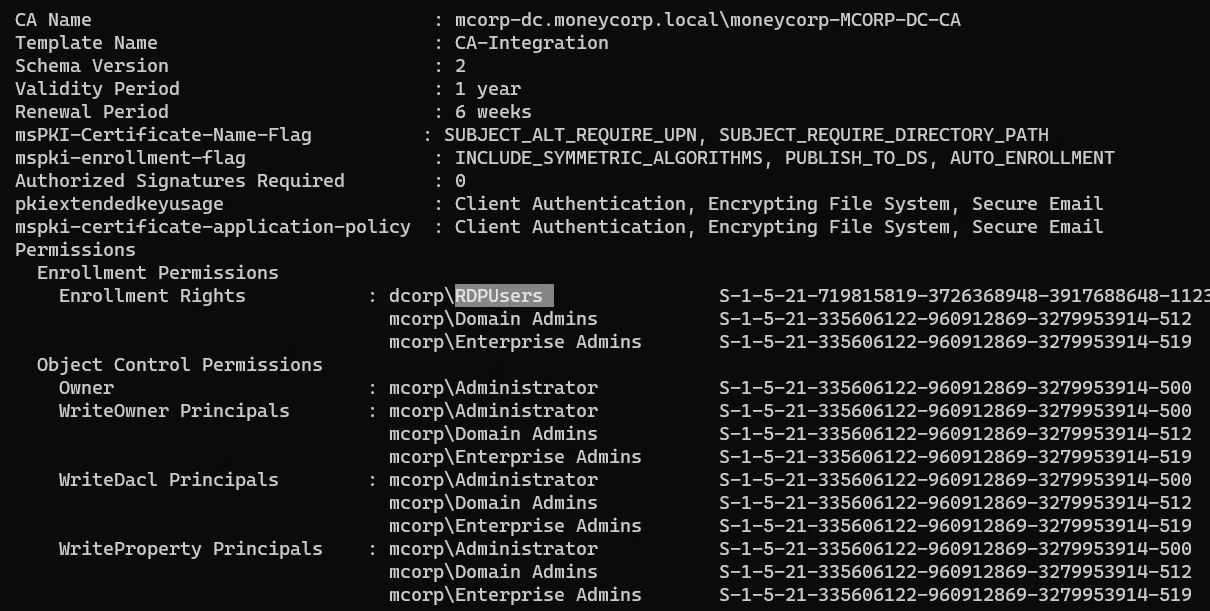 CA Name : mcorp-dc.moneycorp.local\moneycorp-MCORP-DC-CA
Template Name : CA-Integration
Schema Version : 2
Validity Period : 1 year
Renewal Period : 6 weeks
msPKI-Certificate-Name-Flag : SUBJECT_ALT_REQUIRE_UPN, SUBJECT_REQUIRE_DIRECTORY_PATH
mspki-enrollment-flag : INCLUDE_SYMMETRIC_ALGORITHMS, PUBLISH_TO_DS, AUTO_ENROLLMENT
Authorized Signatures Required : 0
pkiextendedkeyusage : Client Authentication, Encrypting File System, Secure Email
mspki-certificate-application-policy : Client Authentication, Encrypting File System, Secure Email
Permissions
Enrollment Permissions
Enrollment Rights : dcorp\RDPUsers S-1-5-21-719815819-3726368948-3917688648-1123
mcorp\Domain Admins S-1-5-21-335606122-960912869-3279953914-512
mcorp\Enterprise Admins S-1-5-21-335606122-960912869-3279953914-519
Object Control Permissions
Owner : mcorp\Administrator S-1-5-21-335606122-960912869-3279953914-500
WriteOwner Principals : mcorp\Administrator S-1-5-21-335606122-960912869-3279953914-500
mcorp\Domain Admins S-1-5-21-335606122-960912869-3279953914-512
mcorp\Enterprise Admins S-1-5-21-335606122-960912869-3279953914-519
WriteDacl Principals : mcorp\Administrator S-1-5-21-335606122-960912869-3279953914-500
mcorp\Domain Admins S-1-5-21-335606122-960912869-3279953914-512
mcorp\Enterprise Admins S-1-5-21-335606122-960912869-3279953914-519
WriteProperty Principals : mcorp\Administrator S-1-5-21-335606122-960912869-3279953914-500
mcorp\Domain Admins S-1-5-21-335606122-960912869-3279953914-512
mcorp\Enterprise Admins S-1-5-21-335606122-960912869-3279953914-519